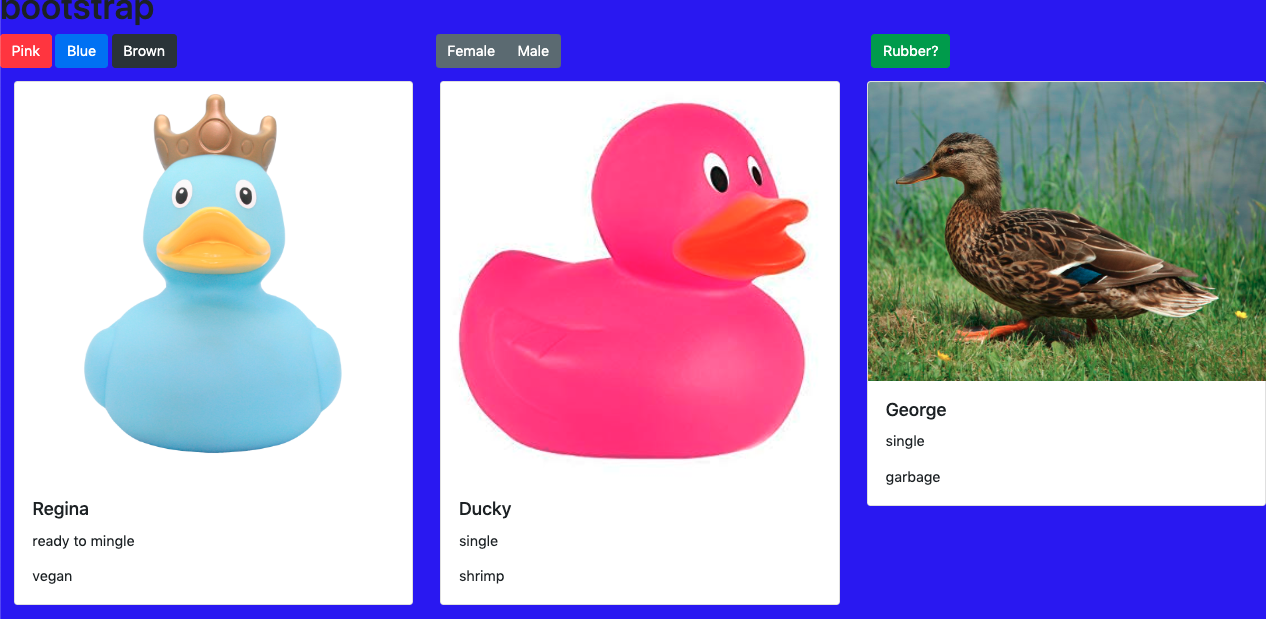 bootstrap
Pink Blue Brown Female Male Rubber?
Regina
ready to mingle
vegan
Ducky
single
shrimp
George
single
garbage